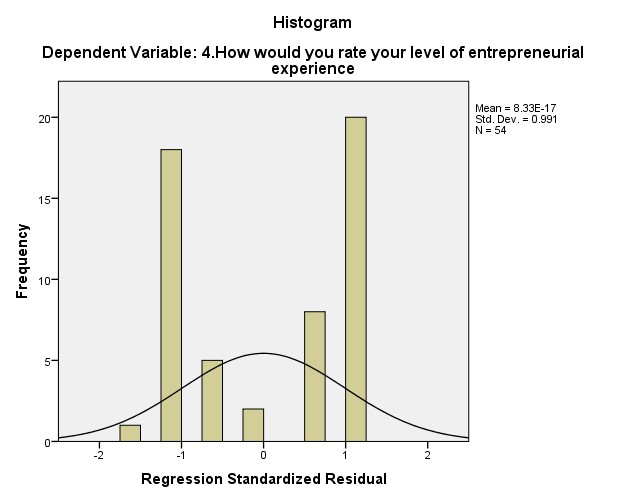 Histogram
Dependent Variable: 4.How would you rate your level of entrepreneurial
experience
Mean = 8.33E-17
Std. Dev. = 0.991
N = 54
20
15
10
5
0
Frequency
-2
-1
0
1
2
Regression Standardized Residual